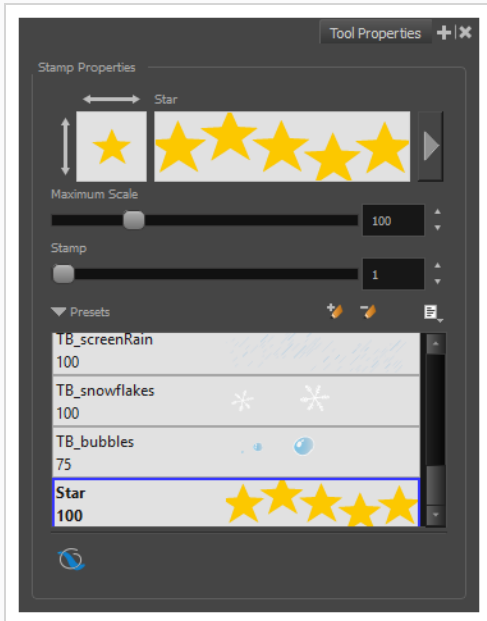 Tool Properties
Stamp Properties
Star
Maximum Scale
100
Stamp
1
Presets
TB_screenRain
100
TB_snowflakes
100
TB_bubbles
75
Star
100